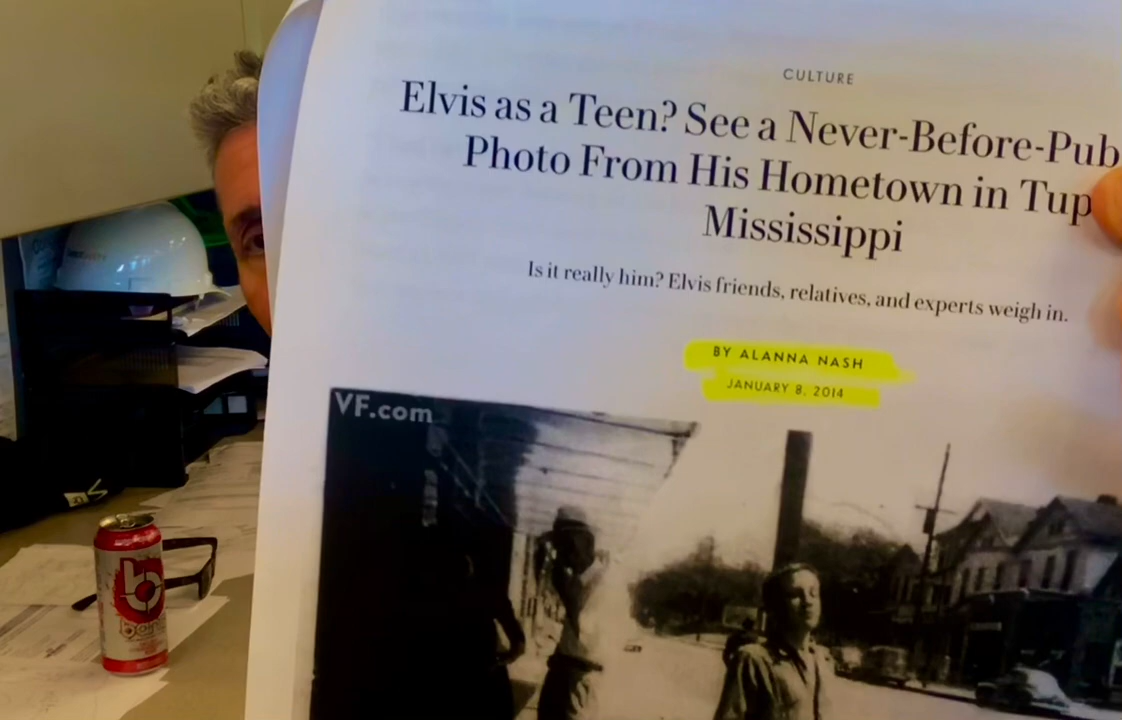 CULTURE
Elvis as a Teen? See a Never-Before-Pub
Photo From His Hometown in Tup
Mississippi
Is it really him? Elvis friends, relatives, and experts weigh in.
BY ALANNA NASH
JANUARY 8, 2014
VF.com
bang